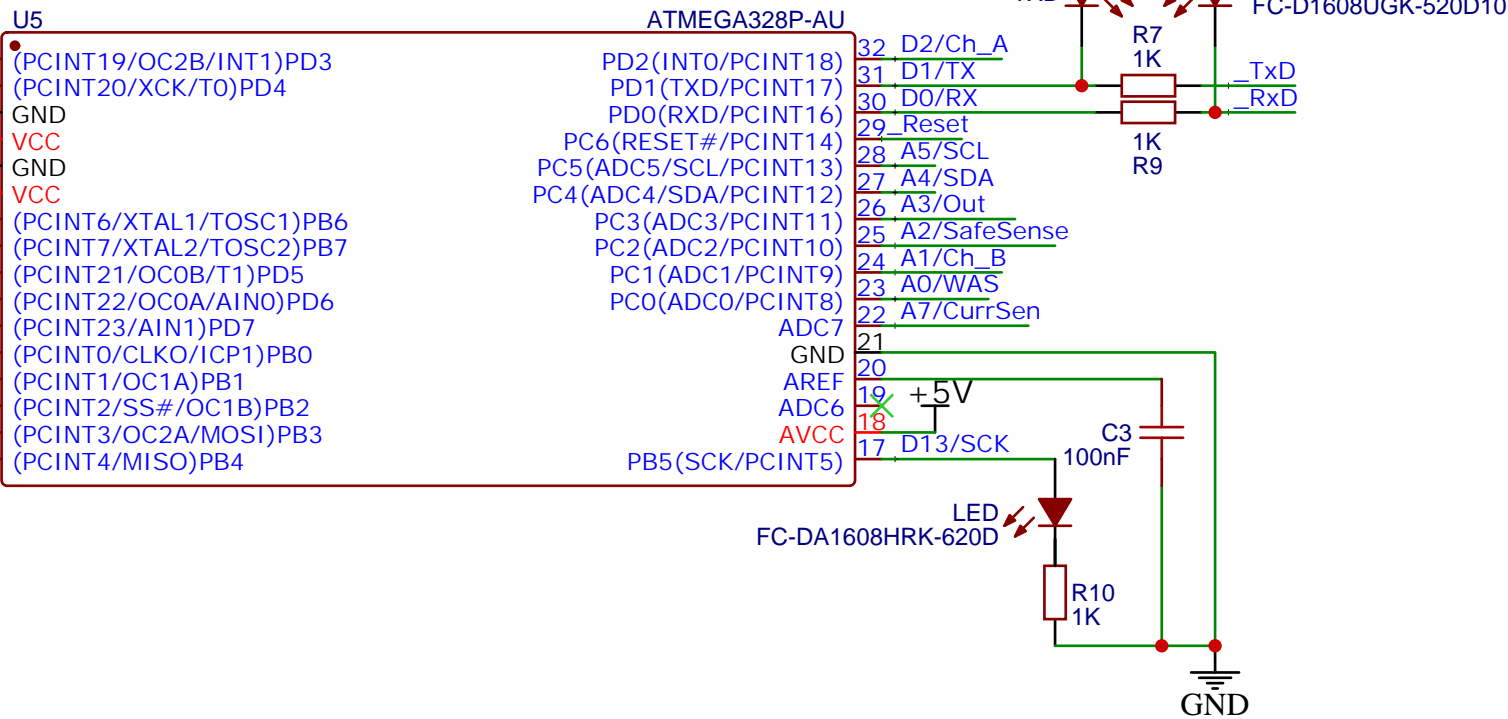 FC-D1608UGK-520D10
U5
ATMEGA328P-AU
(PCINT19/OC2B/INT1)PD3
(PCINT20/XCK/T0)PD4
GND
VCC
GND
VCC
(PCINT6/XTAL1/TOSC1)PB6
(PCINT7/XTAL2/TOSC2)PB7
(PCINT21/OC0B/T1)PD5
(PCINT22/OC0A/AIN0)PD6
(PCINT23/AIN1)PD7
(PCINT0/CLKO/ICP1)PB0
(PCINT1/OC1A)PB1
(PCINT2/SS#/OC1B)PB2
(PCINT3/OC2A/MOSI)PB3
(PCINT4/MISO)PB4
PD2(INT0/PCINT18) 32 D2/Ch_A
PD1(TXD/PCINT17) 31 D1/TX
PD0(RXD/PCINT16) 30 D0/RX
PC6(RESET#/PCINT14) 29 _Reset
PC5(ADC5/SCL/PCINT13) 28 A5/SCL
PC4(ADC4/SDA/PCINT12) 27 A4/SDA
PC3(ADC3/PCINT11) 26 A3/Out
PC2(ADC2/PCINT10) 25 A2/SafeSense
PC1(ADC1/PCINT9) 24 A1/Ch_B
PC0(ADC0/PCINT8) 23 A0/WAS
ADC7 22 A7/CurrSen
GND 21
AREF 20
ADC6 19
AVCC 18
+5V
PB5(SCK/PCINT5) 17 D13/SCK
R7
1K
_TxD
_RxD
1K
R9
C3
100nF
LED
FC-DA1608HRK-620D
R10
1K
GND